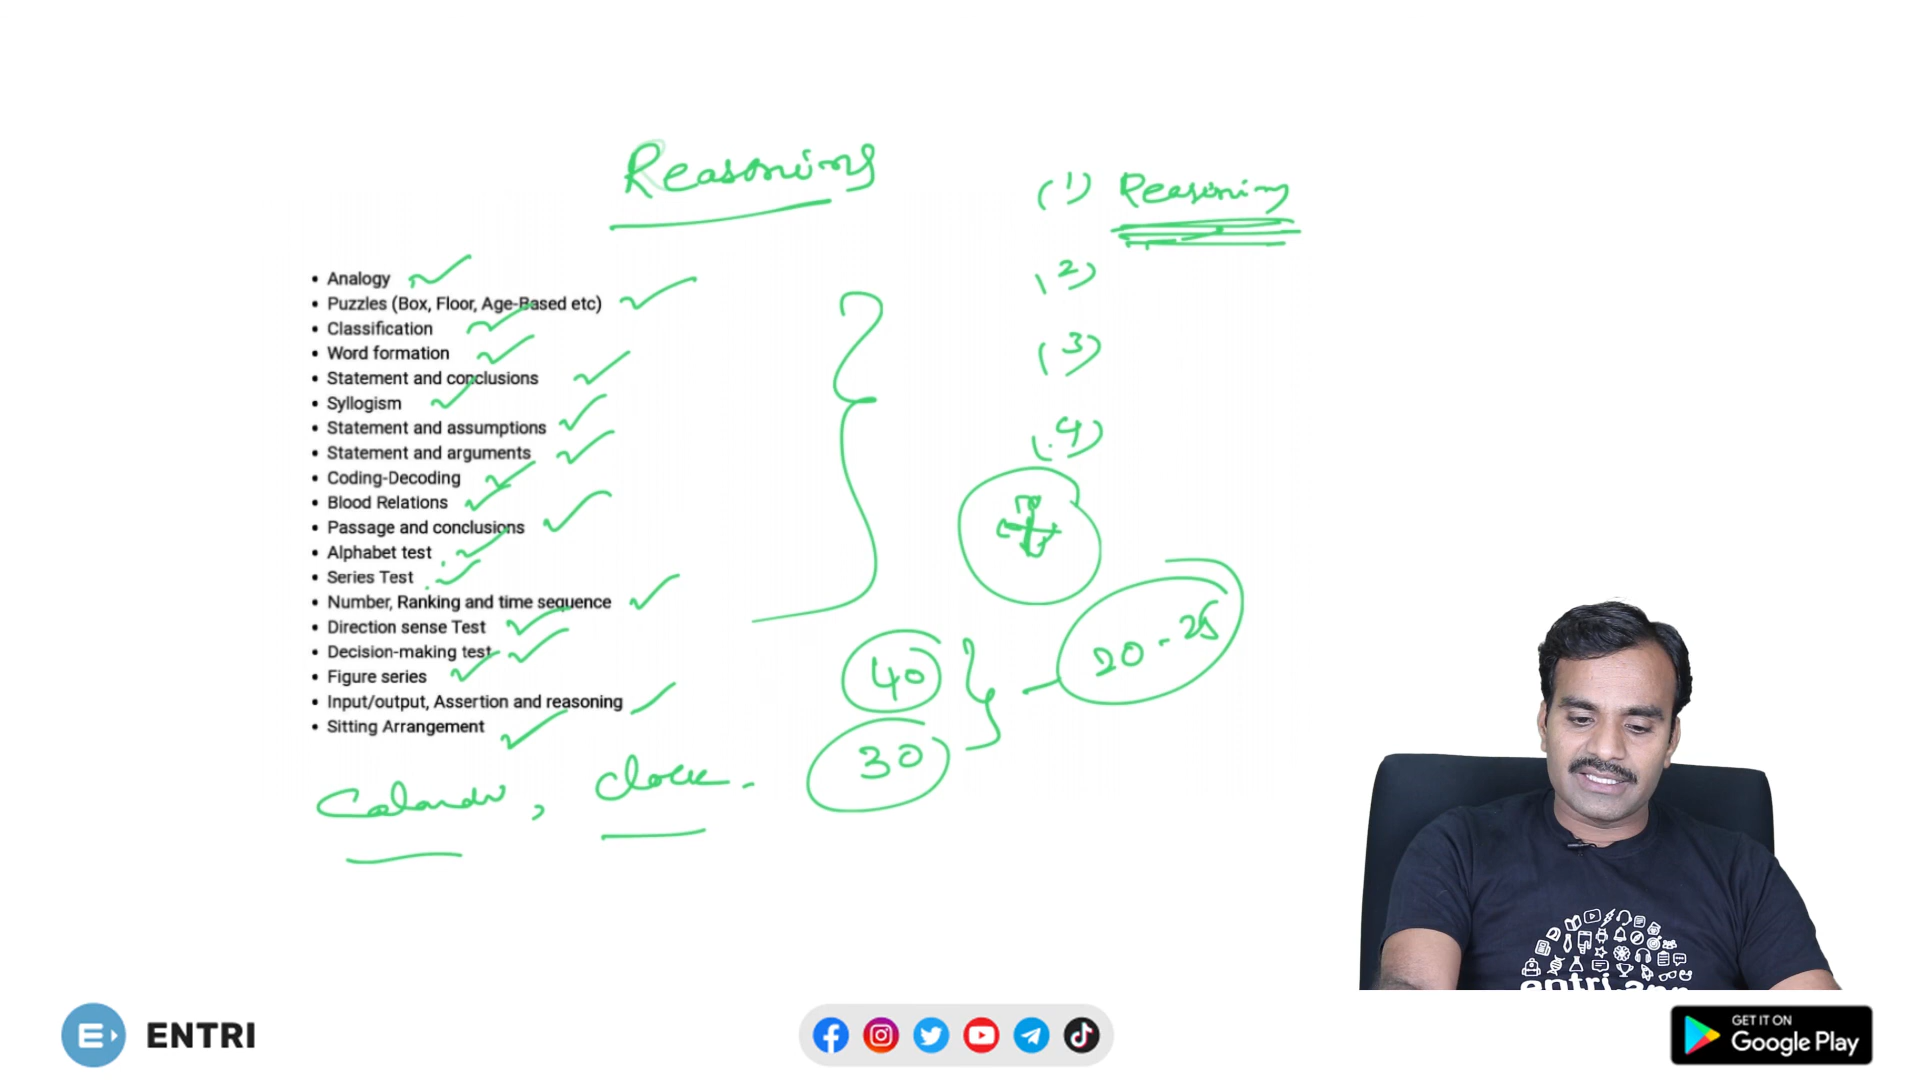 Reasoning
Analogy
Puzzles (Box, Floor, Age-Based etc)
Classification
Word formation
Statement and conclusions
Syllogism
Statement and assumptions
Statement and arguments
Coding-Decoding
Blood Relations
Passage and conclusions
Alphabet test
Series Test
Number, Ranking and time sequence
Direction sense Test
Decision-making test
Figure series
Input/output, Assertion and reasoning
Sitting Arrangement
clock.
(1) Reasoning
(2)
(3)
(4)
40
30
20 - 25
entri.app
ENTRI
GET IT ON
Google Play